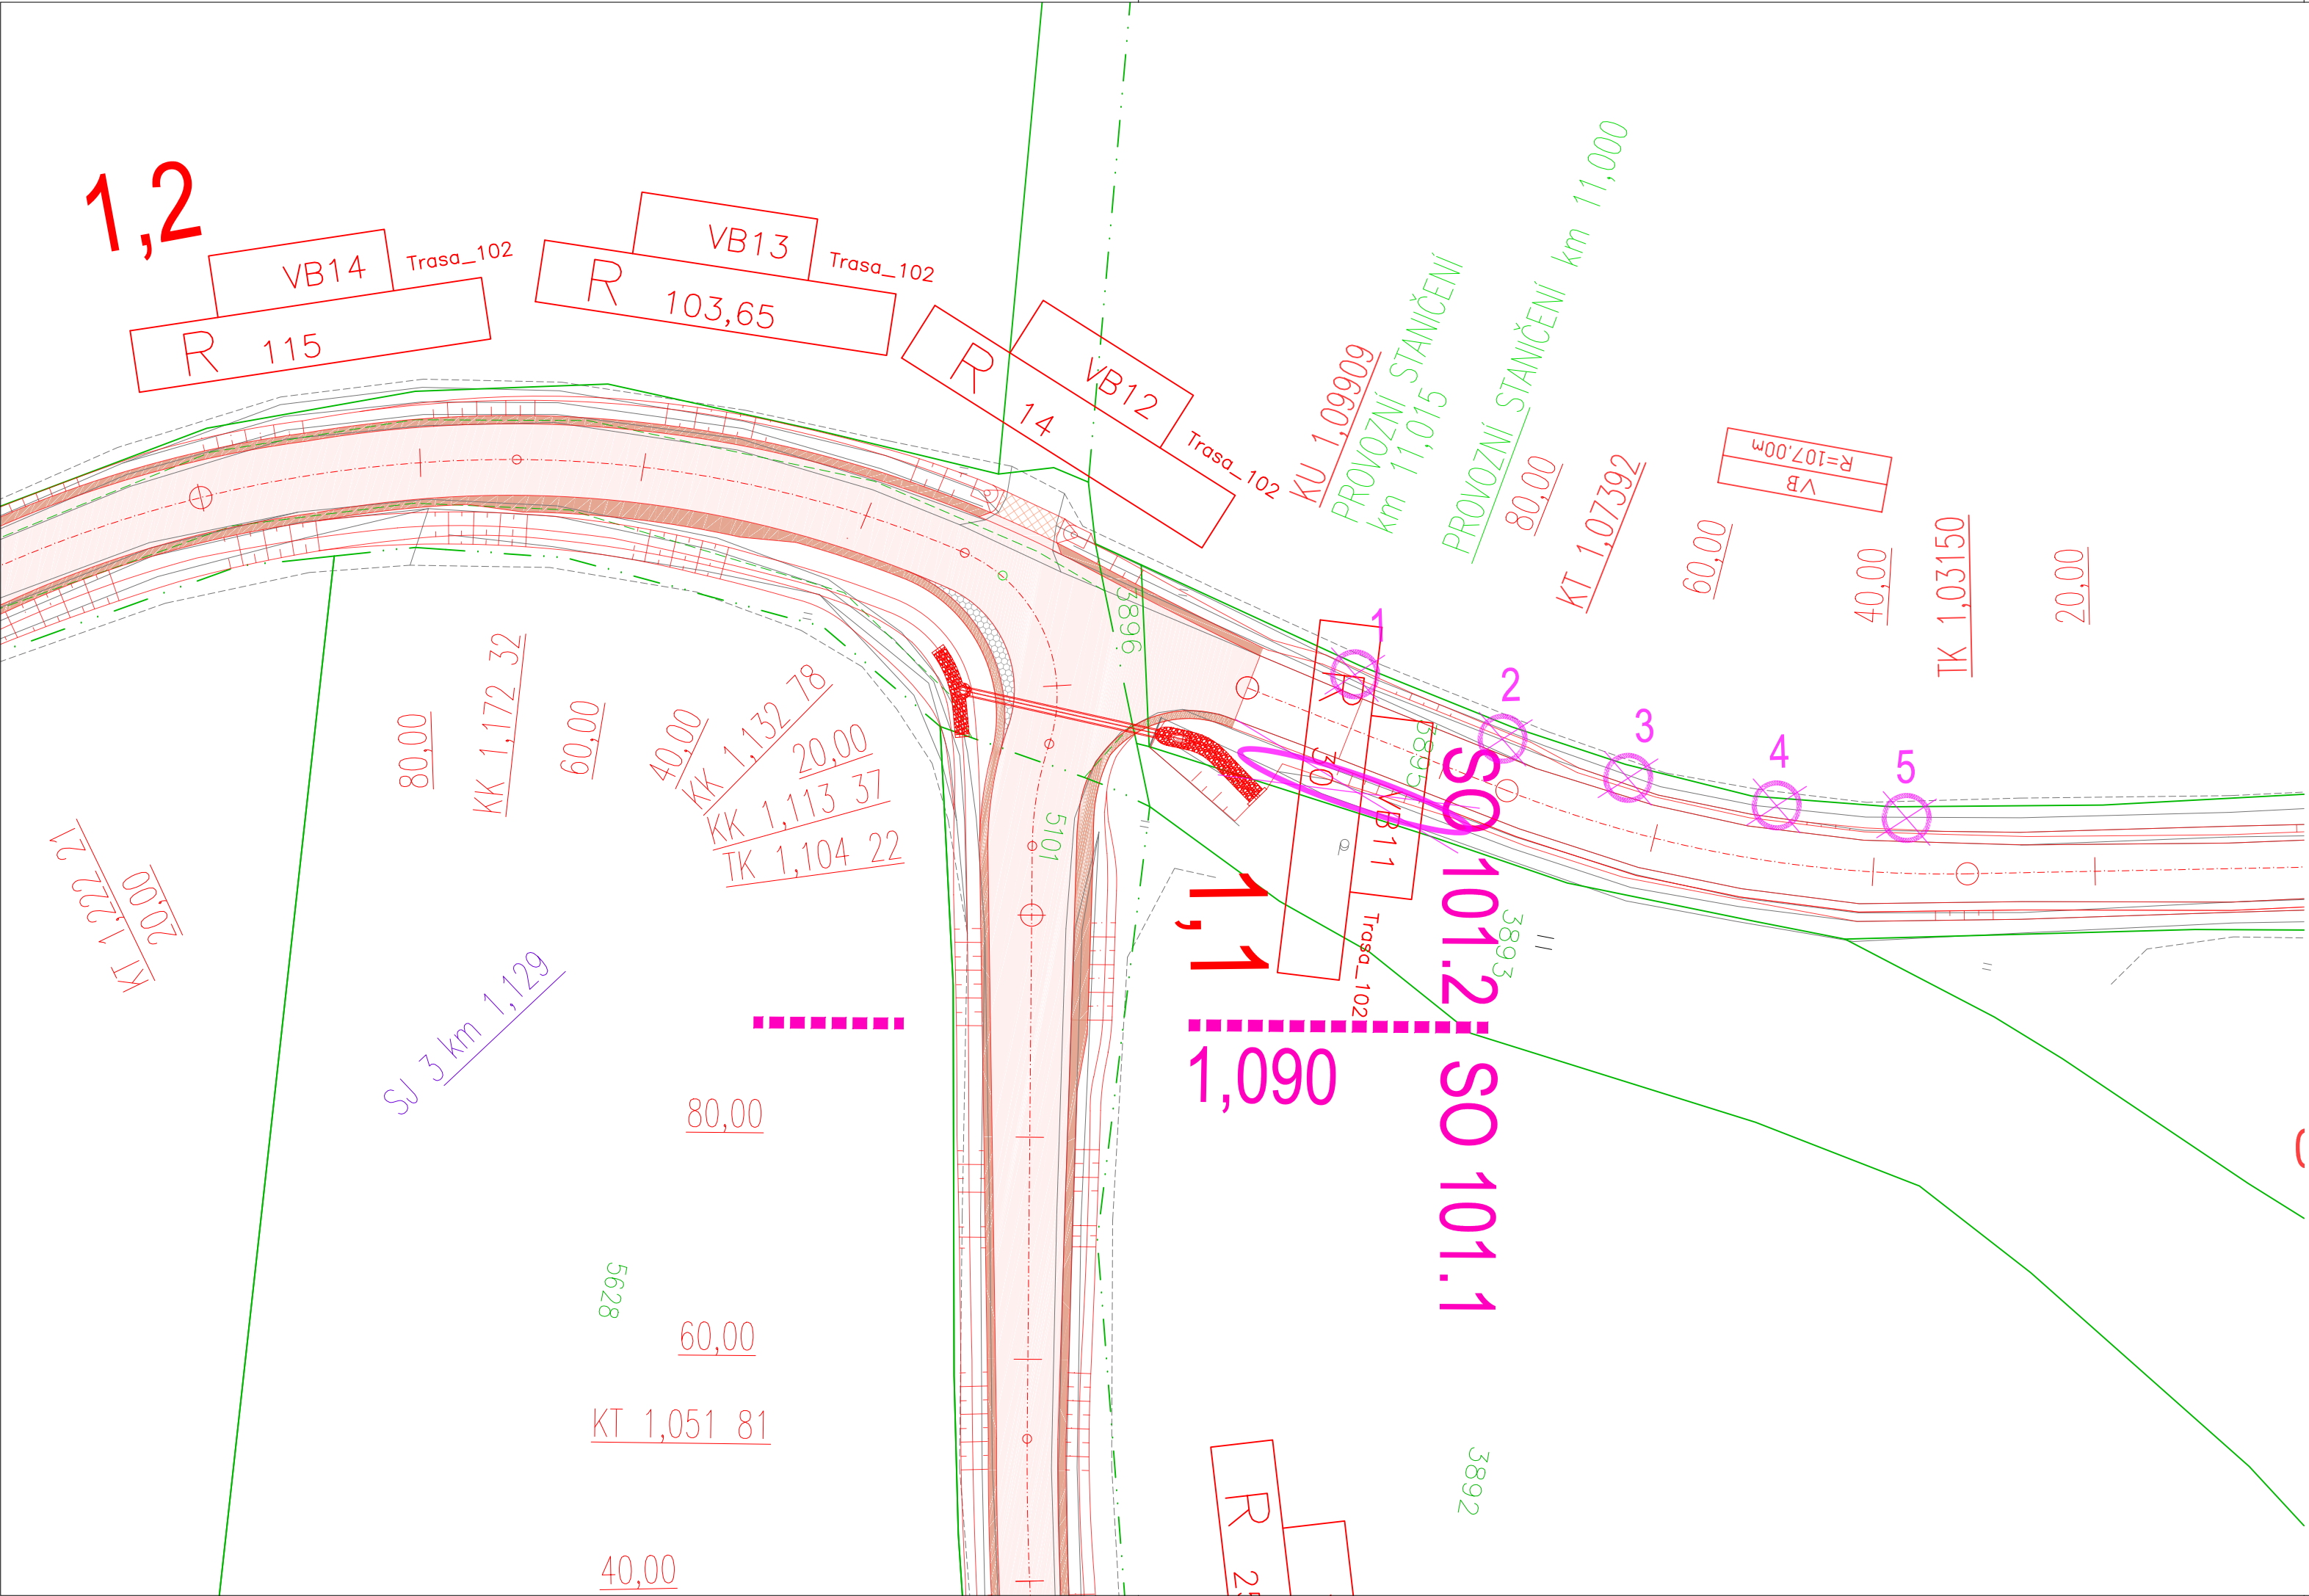 1,2
VB14
Trasa_102
R 115
VB13
Trasa_102
R 103,65
VB12
Trasa_102
R 14
KU 1,09909
PROVOZNÍ STANIČENÍ
km 11,015
PROVOZNÍ STANIČENÍ km 11,000
80,00
KT 1,07392
60,00
R=107.00m
VB
40,00
TK 1,03150
20,00
1
2
3
4
5
3896
5895
R 30
VB11
Trasa_102
80,00
KK 1,172 32
60,00
40,00
KK 1,132 78
20,00
KK 1,113 37
TK 1,104 22
5101
KT 1,222 21
20,00
SJ 3 km 1,129
1,1
1,090
SO 101.2
SO 101.1
3893
80,00
5628
60,00
KT 1,051 81
40,00
3892
R